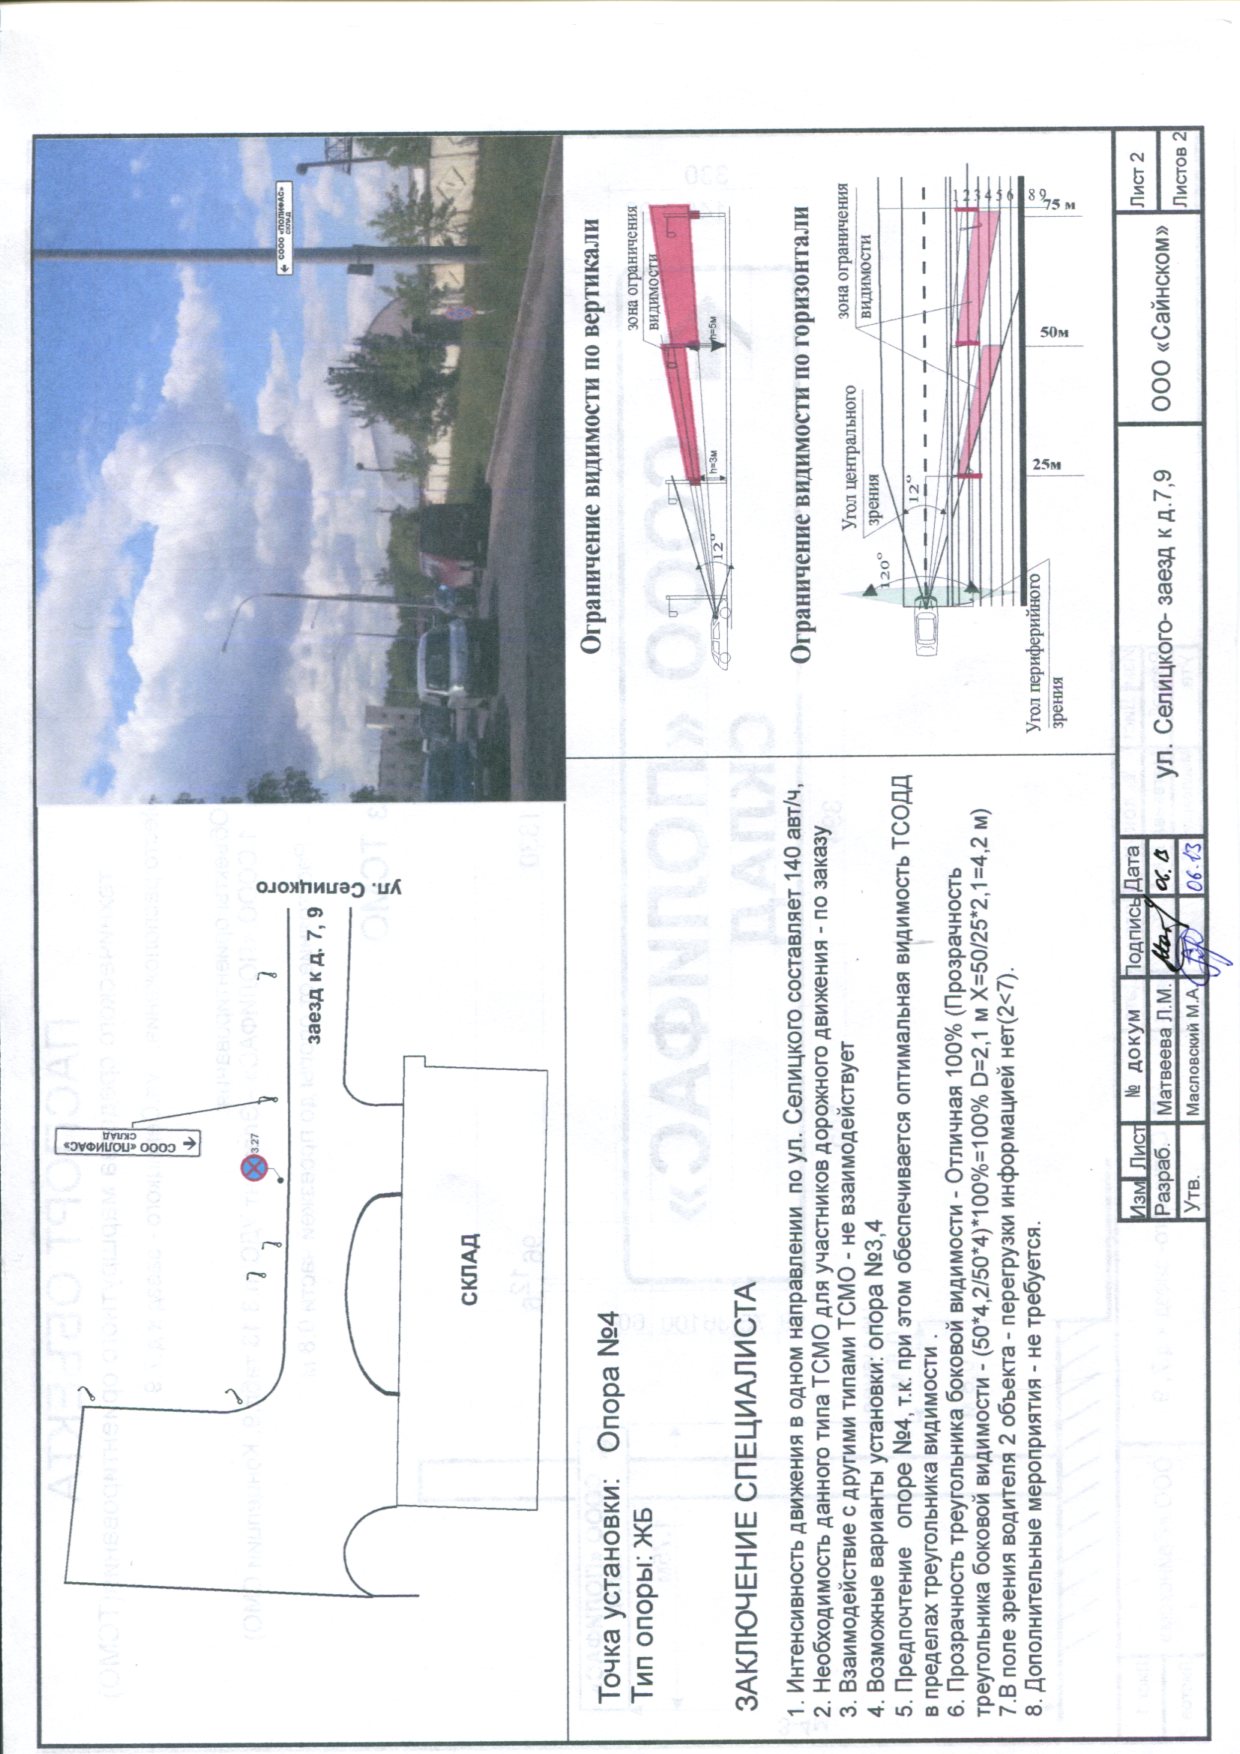 СООО «ПОЛИФАС»
СКЛАД
3.27
ул. Селицкого
заезд к д. 7, 9
СКЛАД
← СООО «ПОЛИФАС»
СКЛАД
Точка установки: Опора №4
Тип опоры: ЖБ
ЗАКЛЮЧЕНИЕ СПЕЦИАЛИСТА
1. Интенсивность движения в одном направлении по ул. Селицкого составляет 140 авт/ч,
2. Необходимость данного типа ТСМО для участников дорожного движения - по заказу
3. Взаимодействие с другими типами ТСМО - не взаимодействует
4. Возможные варианты установки: опора №3,4
5. Предпочтение опоре №4, т.к. при этом обеспечивается оптимальная видимость ТСОДД
в пределах треугольника видимости .
6. Прозрачность треугольника боковой видимости - Отличная 100% (Прозрачность
треугольника боковой видимости - (50*4,2/50*4)*100%=100% D=2,1 м X=50/25*2,1=4,2 м)
7.В поле зрения водителя 2 объекта - перегрузки информацией нет(2<7).
8. Дополнительные мероприятия - не требуется.
Ограничение видимости по вертикали
зона ограничения
видимости
12°
h=3м
h=5м
Ограничение видимости по горизонтали
Угол центрального
зрения
зона ограничения
видимости
120°
12°
1 2 3 4 5 6 8 9
25м
50м
75 м
Угол периферийного
зрения
Изм Лист № докум Подпись Дата
Разраб. Матвеева Л.М. 06.13
Утв. Масловский М.А. 06.13
ул. Селицкого- заезд к д.7,9
ООО «Сайнском»
Лист 2
Листов 2